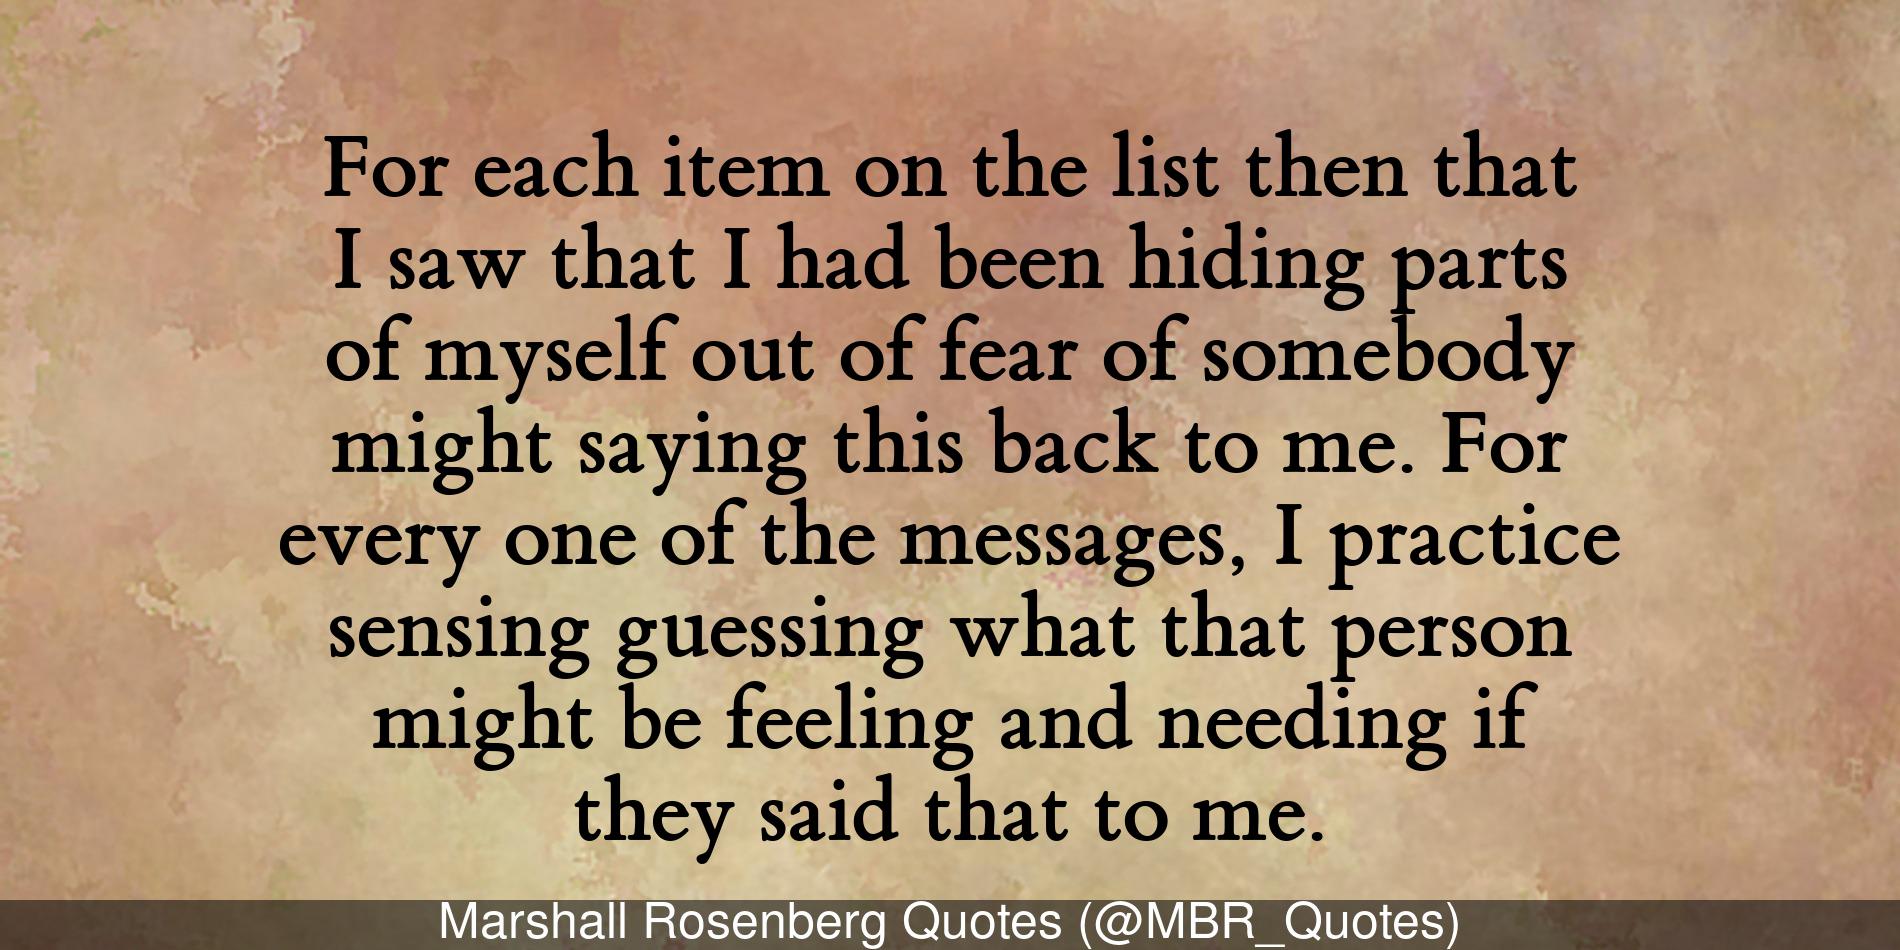 For each item on the list then that
I saw that I had been hiding parts
of myself out of fear of somebody
might saying this back to me. For
every one of the messages, I practice
sensing guessing what that person
might be feeling and needing if
they said that to me.
Marshall Rosenberg Quotes (@MBR_Quotes)